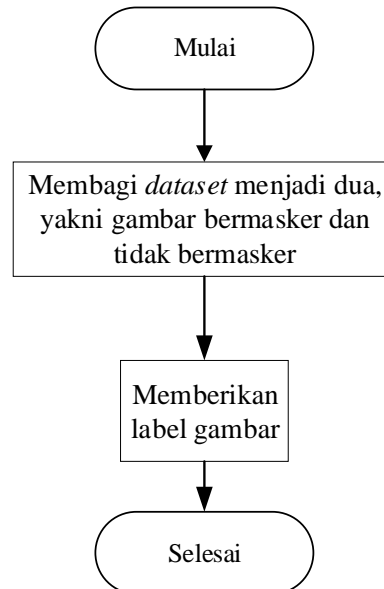 Mulai
Membagi dataset menjadi dua,
yakni gambar bermasker dan
tidak bermasker
Memberikan
label gambar
Selesai